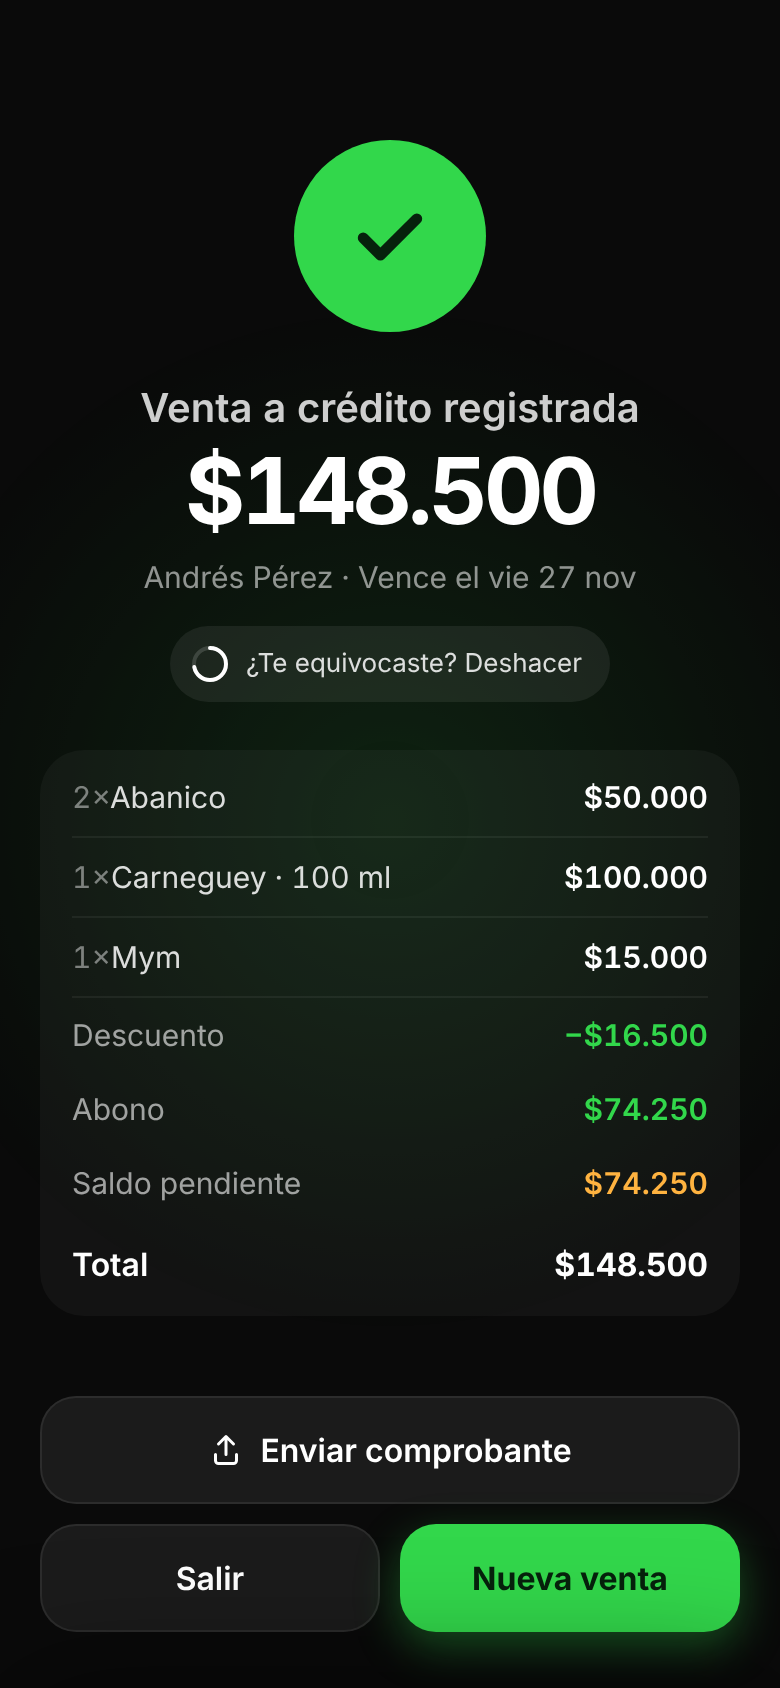 Venta a crédito registrada
$148.500
Andrés Pérez · Vence el vie 27 nov
¿Te equivocaste? Deshacer
2×Abanico $50.000
1×Carneguey · 100 ml $100.000
1×Mym $15.000
Descuento −$16.500
Abono $74.250
Saldo pendiente $74.250
Total $148.500
Enviar comprobante
Salir Nueva venta